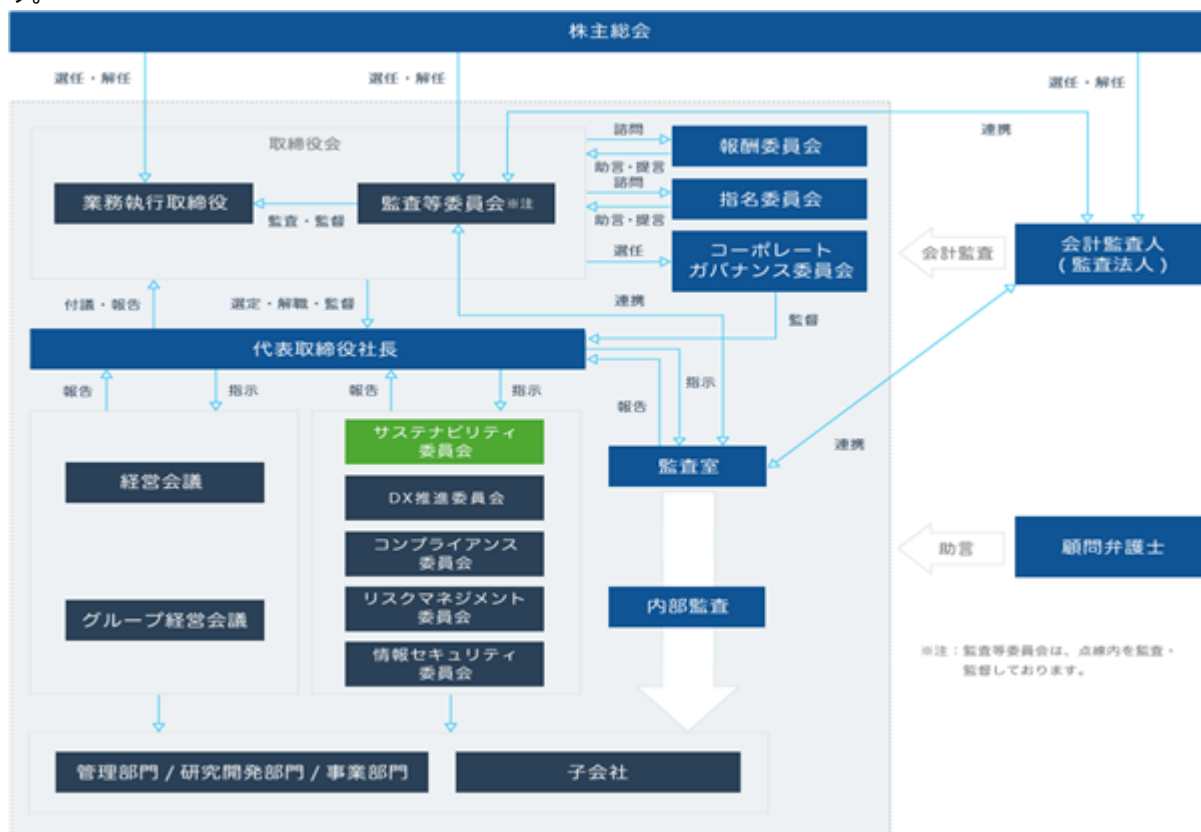 す。
株主総会
選任・解任
選任・解任
選任・解任
取締役会
諮問
報酬委員会
連携
助言・提言
諮問
業務執行取締役
監査等委員会※注
指名委員会
監査・監督
助言・提言
選任
コーポレート
ガバナンス委員会
会計監査
会計監査人
(監査法人)
付議・報告
選定・解職・監督
連携
監督
代表取締役社長
報告
指示
報告
指示
報告
指示
連携
サステナビリティ
委員会
経営会議
監査室
DX推進委員会
コンプライアンス
委員会
助言
顧問弁護士
グループ経営会議
リスクマネジメント
委員会
内部監査
情報セキュリティ
委員会
※注：監査等委員会は、点線内を監査・
監督しております。
管理部門 / 研究開発部門 / 事業部門
子会社